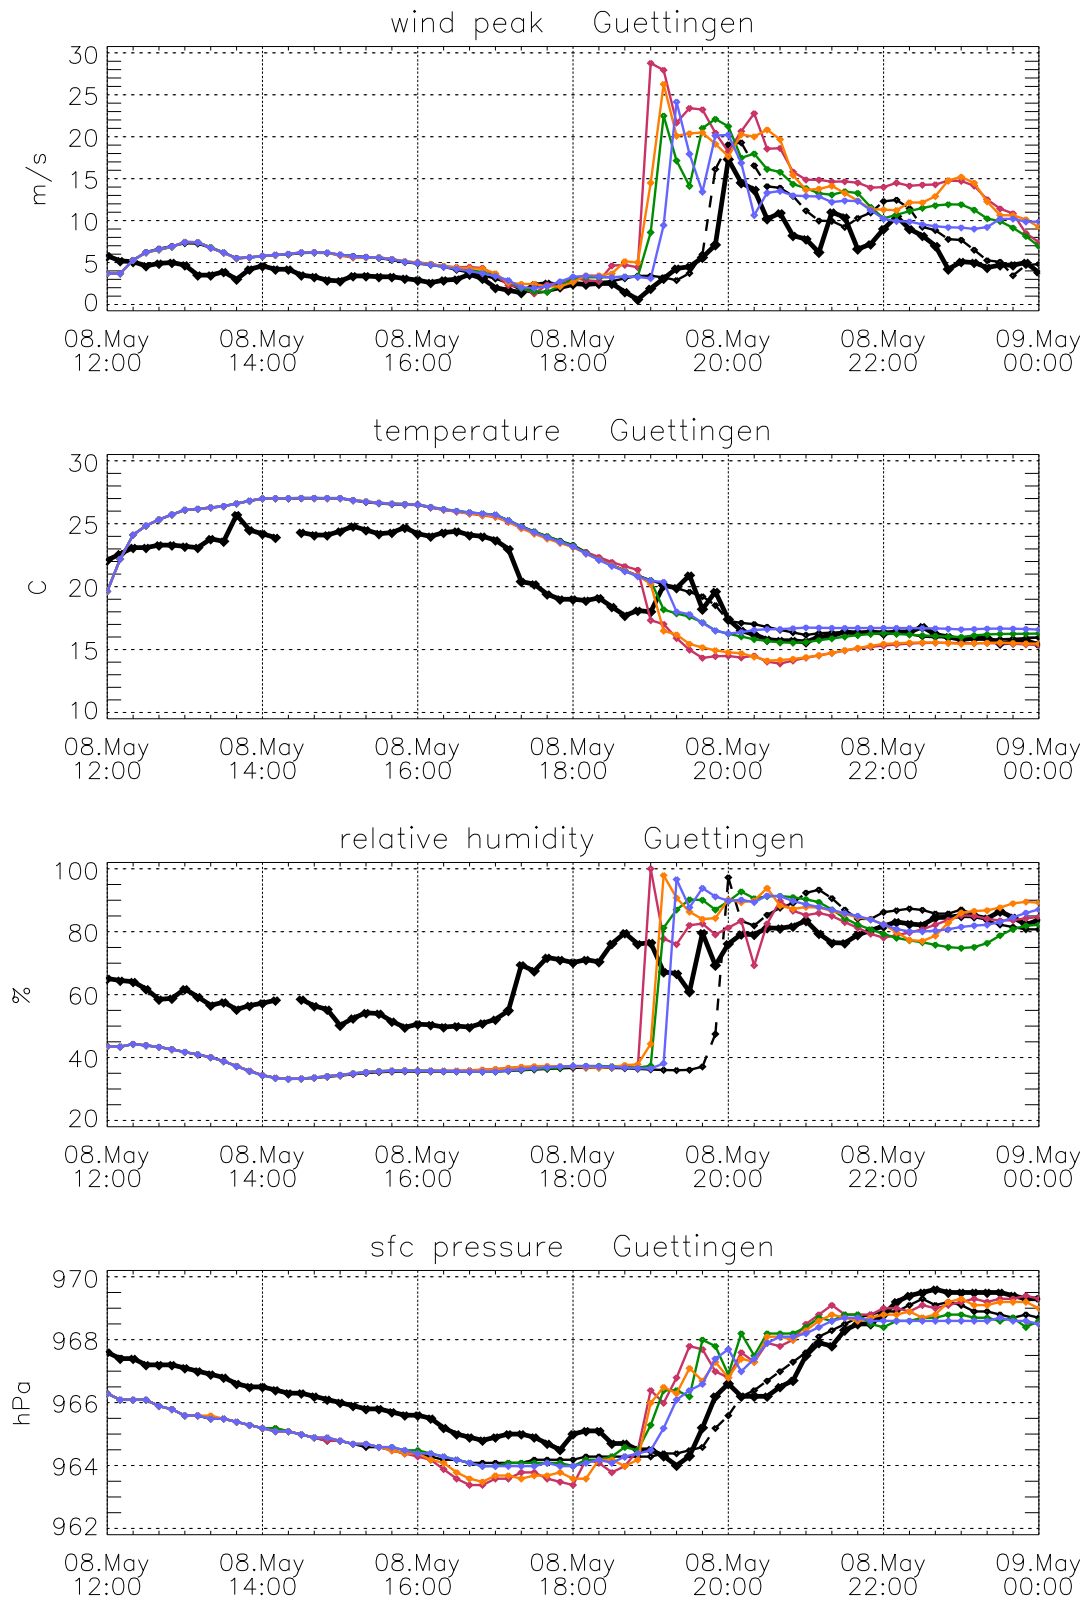 wind peak Guettingen
30
25
20
15
10
5
0
m/s
08.May 08.May 08.May 08.May 08.May 08.May 09.May
12:00 14:00 16:00 18:00 20:00 22:00 00:00
temperature Guettingen
30
25
20
15
10
C
08.May 08.May 08.May 08.May 08.May 08.May 09.May
12:00 14:00 16:00 18:00 20:00 22:00 00:00
relative humidity Guettingen
100
80
60
40
20
%
08.May 08.May 08.May 08.May 08.May 08.May 09.May
12:00 14:00 16:00 18:00 20:00 22:00 00:00
sfc pressure Guettingen
970
968
966
964
962
hPa
08.May 08.May 08.May 08.May 08.May 08.May 09.May
12:00 14:00 16:00 18:00 20:00 22:00 00:00